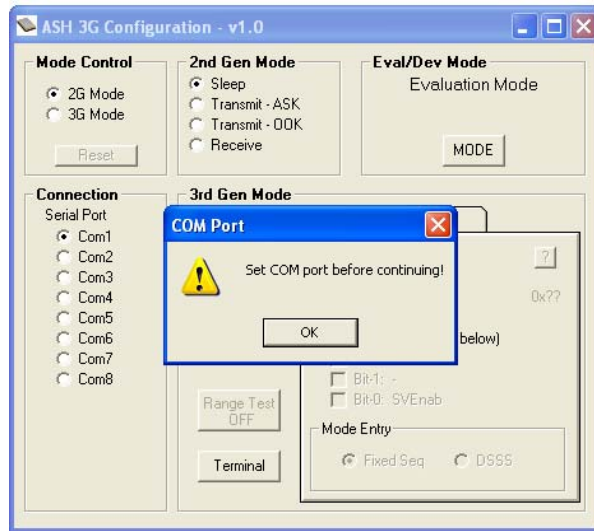 ASH 3G Configuration - v1.0
Mode Control
2G Mode
3G Mode
Reset
2nd Gen Mode
Sleep
Transmit - ASK
Transmit - OOK
Receive
Eval/Dev Mode
Evaluation Mode
MODE
Connection
Serial Port
Com1
Com2
Com3
Com4
Com5
Com6
Com7
Com8
3rd Gen Mode
COM Port
Set COM port before continuing!
OK
?
0x??
below)
Bit-1: -
Bit-0: SVEnab
Range Test
OFF
Terminal
Mode Entry
Fixed Seq
DSSS